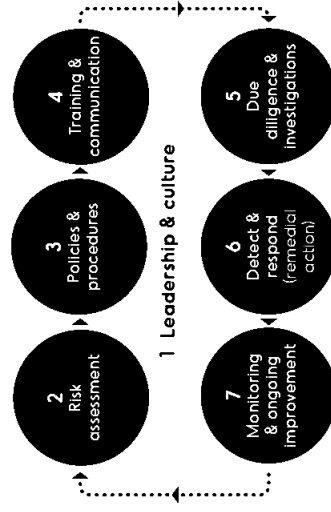 1 Leadership & culture
2
Risk
assessment
3
Policies &
procedures
4
Training &
communication
5
Due
diligence &
investigations
6
Detect &
respond
(remedial
action)
7
Monitoring
& ongoing
improvement